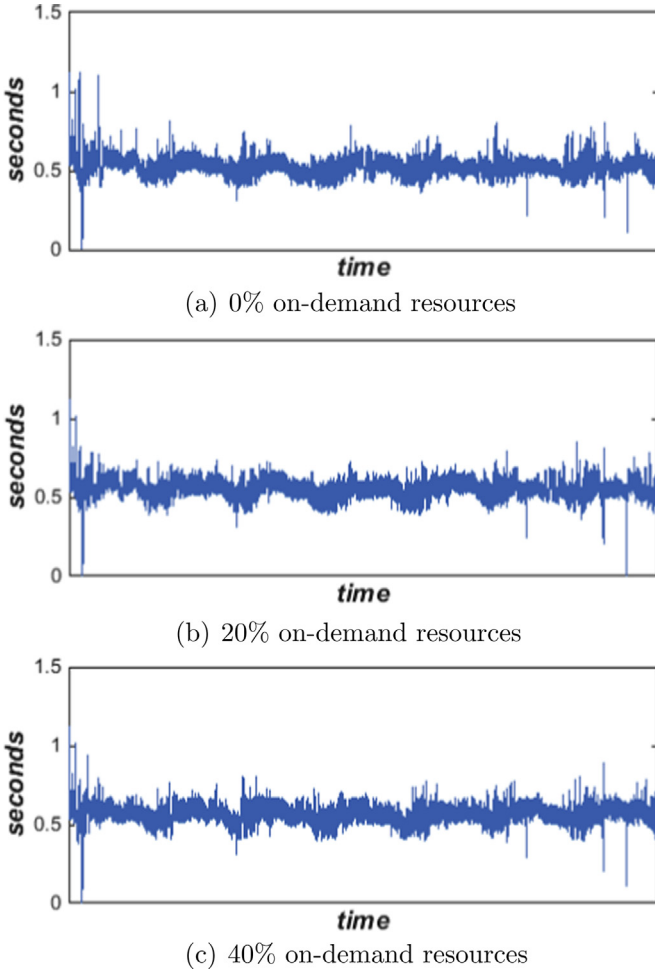 1.5
1
0.5
0
seconds
time
(a) 0% on-demand resources
1.5
1
0.5
0
seconds
time
(b) 20% on-demand resources
1.5
1
0.5
0
seconds
time
(c) 40% on-demand resources